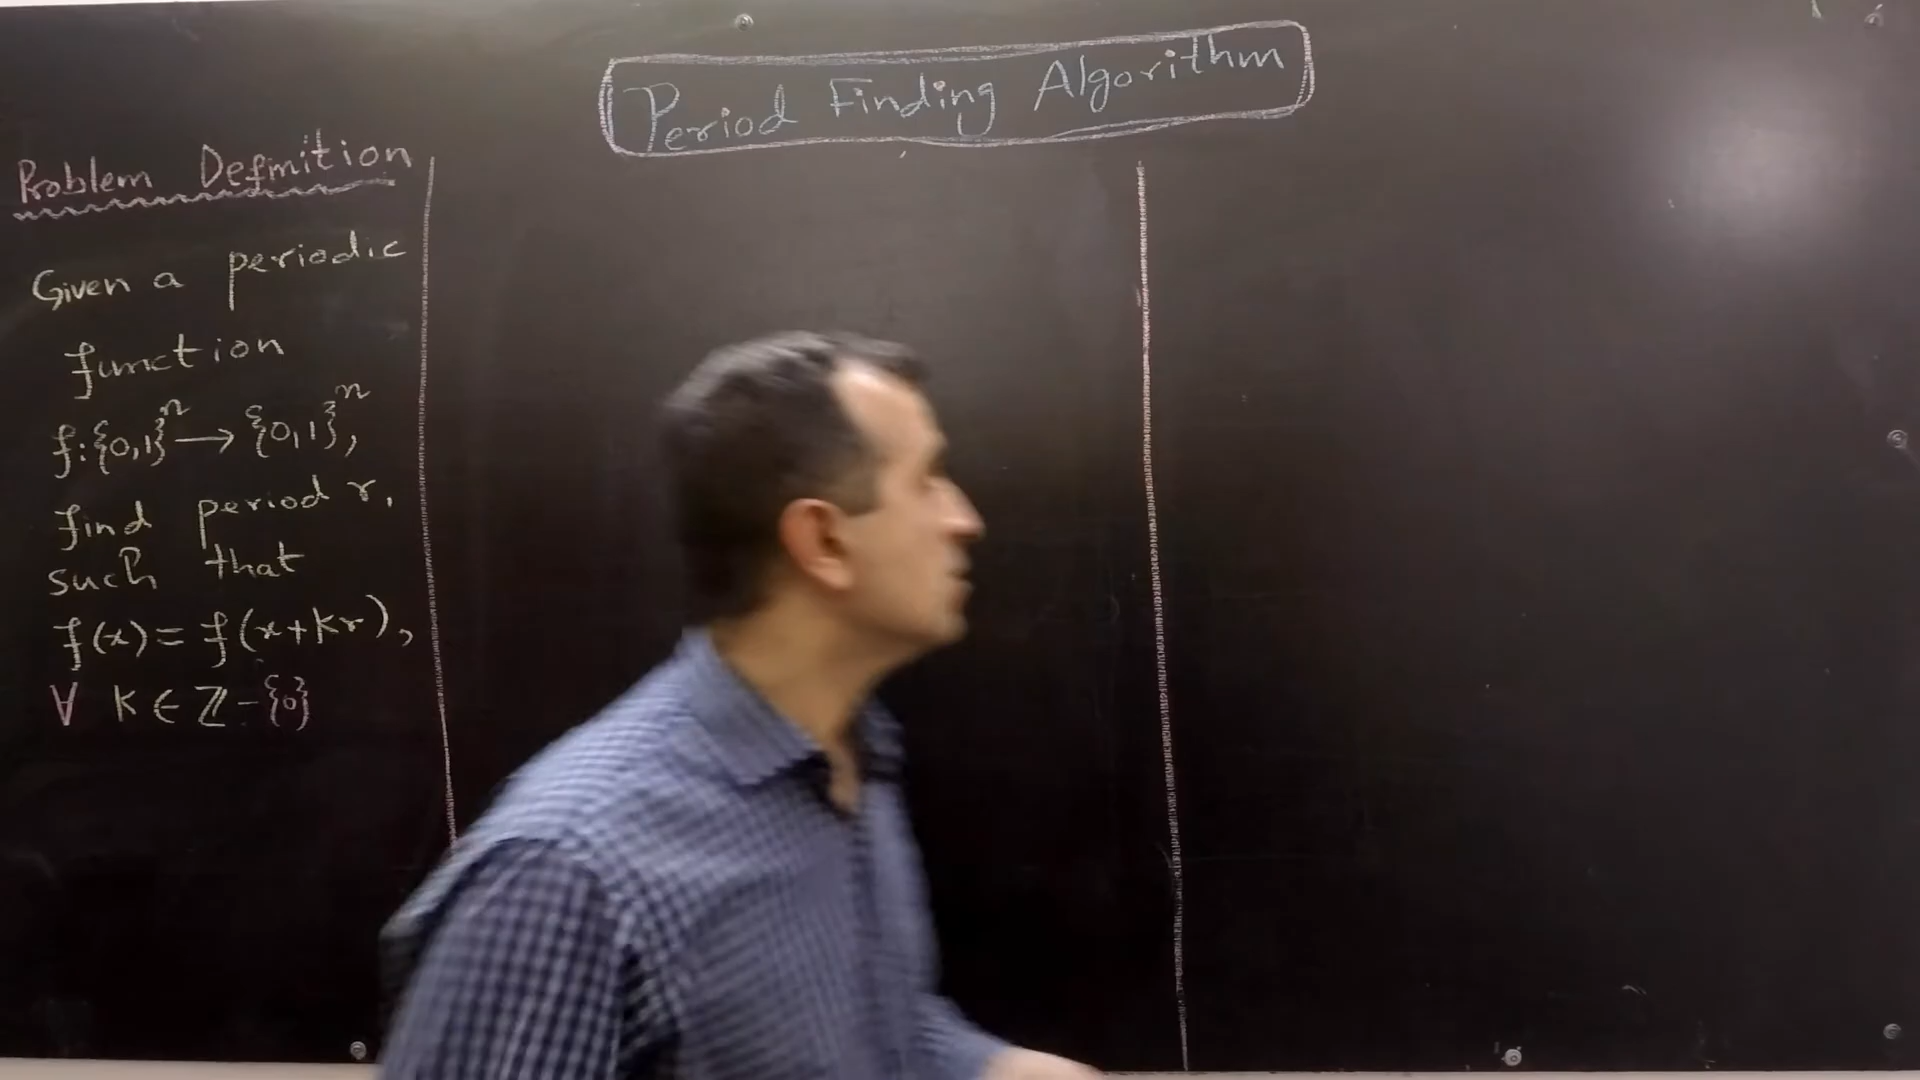 Period Finding Algorithm
Problem Definition
Given a periodic
function
f:{0,1}ⁿ → {0,1}ⁿ,
find period r,
such that
f(x) = f(x+kr),
∀ K ∈ ℤ - {0}